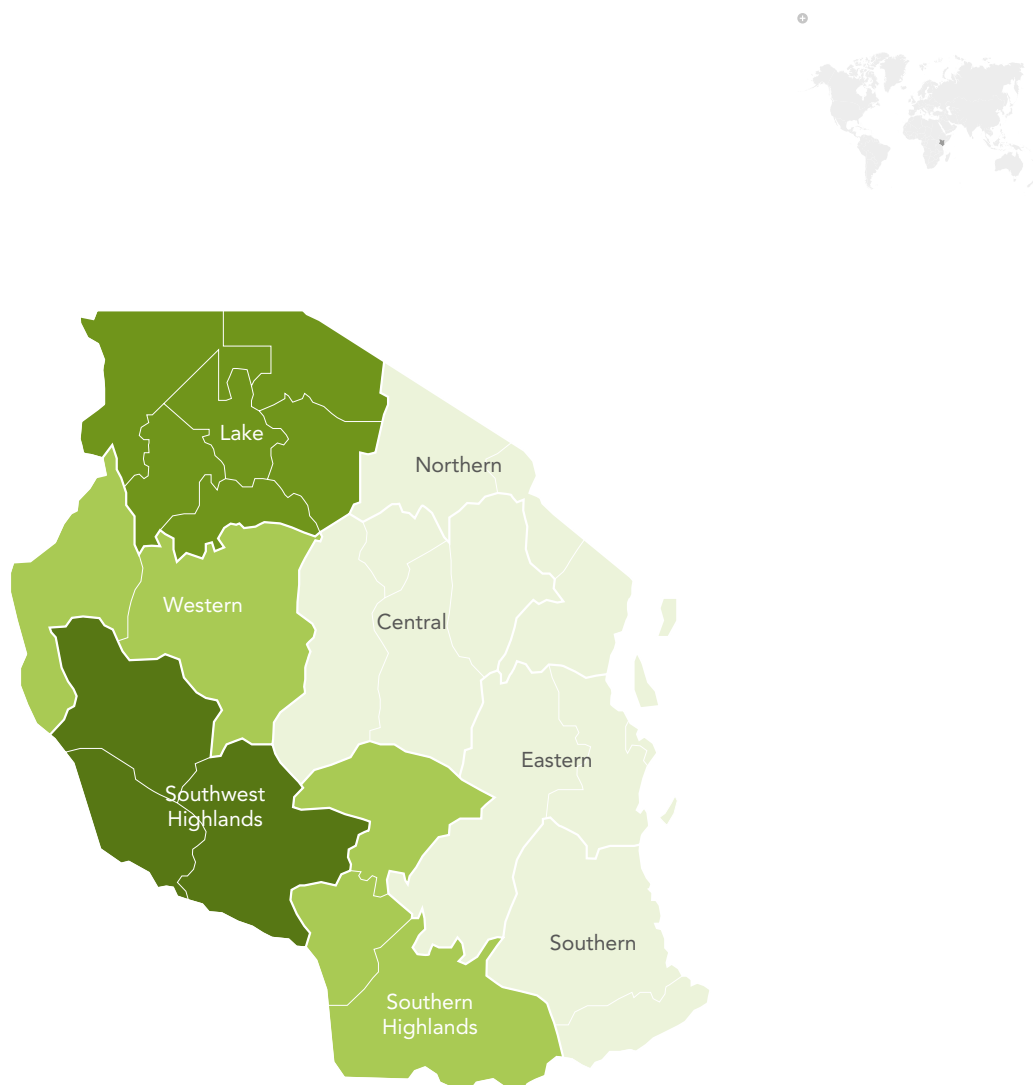 Lake
Northern
Western
Central
Eastern
Southwest
Highlands
Southern
Southern
Highlands